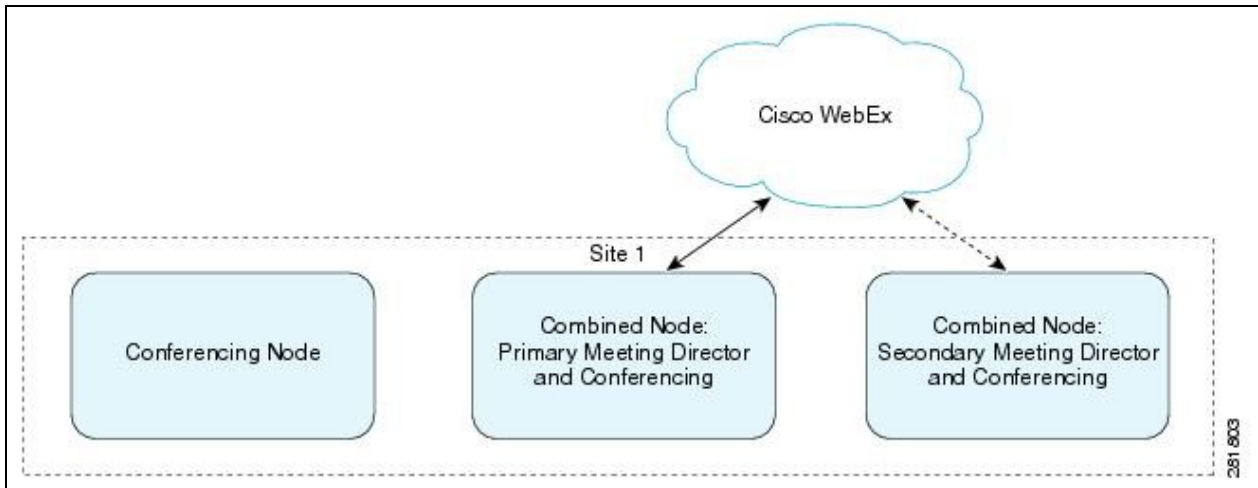 Cisco WebEx
Site 1
Conferencing Node
Combined Node:
Primary Meeting Director
and Conferencing
Combined Node:
Secondary Meeting Director
and Conferencing
281803